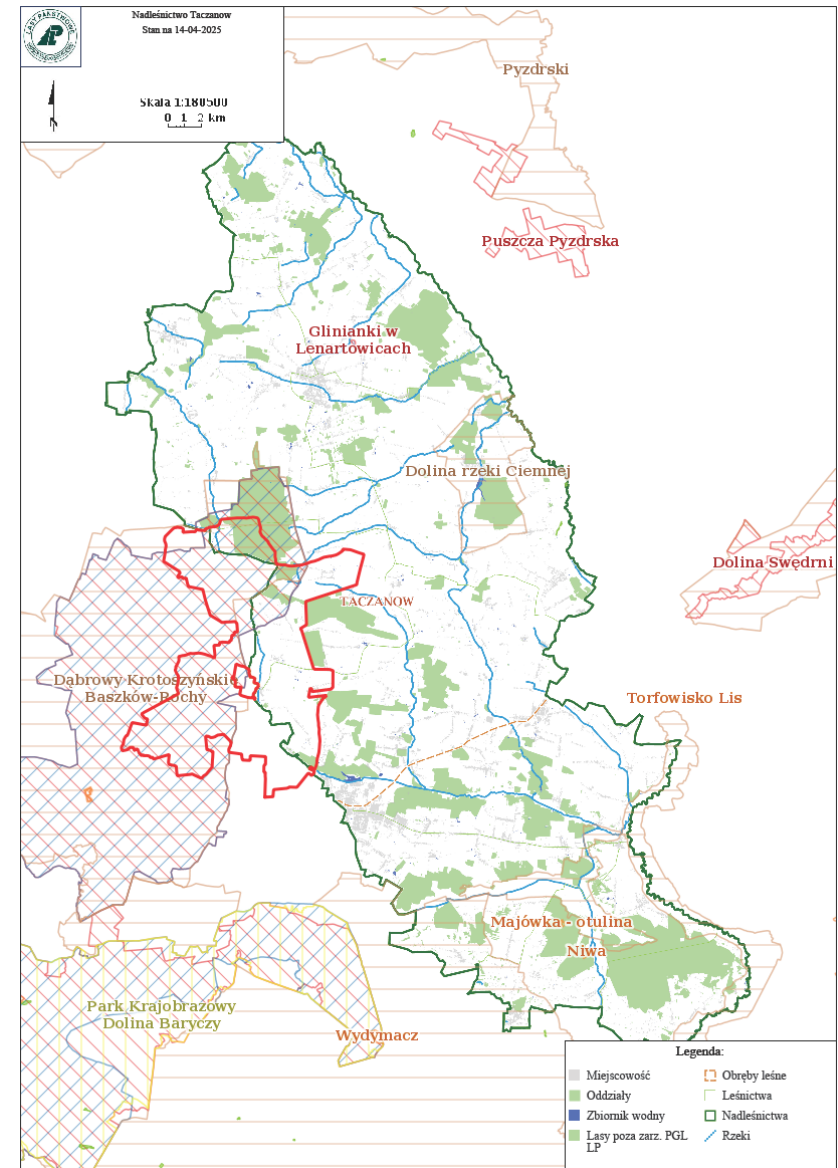 LASY PAŃSTWOWE
Nadleśnictwo Taczanow
Stan na 14-04-2025
Skala 1:180500
0 1 2 km
N
Pyzdrski
Puszcza Pyzdrska
Glinianki w
Lenartowicach
Dolina rzeki Ciemnej
Dolina Swędrni
TACZANOW
Dąbrowy Krotoszyńskie
Baszków-Rochy
Torfowisko Lis
Majówka - otulina
Niwa
Park Krajobrazowy
Dolina Baryczy
Wydymacz
Legenda:
Miejscowość
Oddziały
Zbiornik wodny
Lasy poza zarz. PGL
LP
Obręby leśne
Leśnictwa
Nadleśnictwa
Rzeki